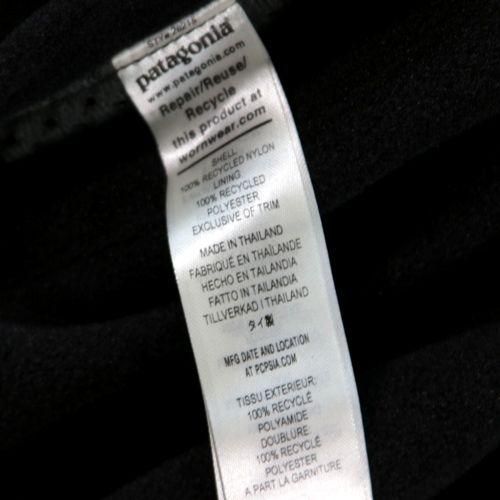 STY# 26216
patagonia
www.patagonia.com
Repair/Reuse/
Recycle
this product at
wornwear.com
SHELL
100% RECYCLED NYLON
LINING
100% RECYCLED
POLYESTER
EXCLUSIVE OF TRIM
MADE IN THAILAND
FABRIQUÉ EN THAÏLANDE
HECHO EN TAILANDIA
FATTO IN TAILANDIA
TILLVERKAD I THAILAND
タイ製
MFG DATE AND LOCATION
AT PCPSIA.COM
TISSU EXTERIEUR:
100% RECYCLÉ
POLYAMIDE
DOUBLURE:
100% RECYCLÉ
POLYESTER
A PART LA GARNITURE